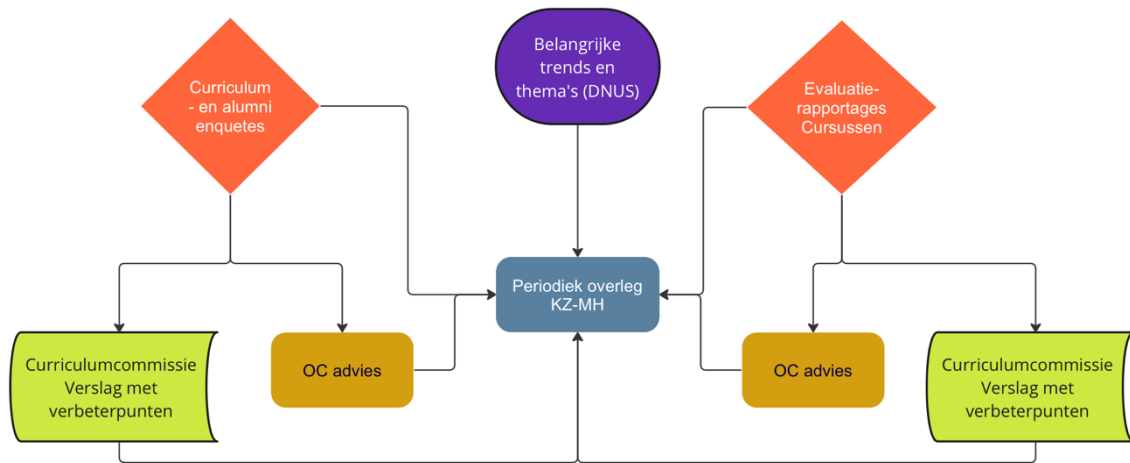 Curriculum
- en alumni
enquetes
Belangrijke
trends en
thema's (DNUS)
Evaluatie-
rapportages
Cursussen
Periodiek overleg
KZ-MH
Curriculumcommissie
Verslag met
verbeterpunten
OC advies
OC advies
Curriculumcommissie
Verslag met
verbeterpunten